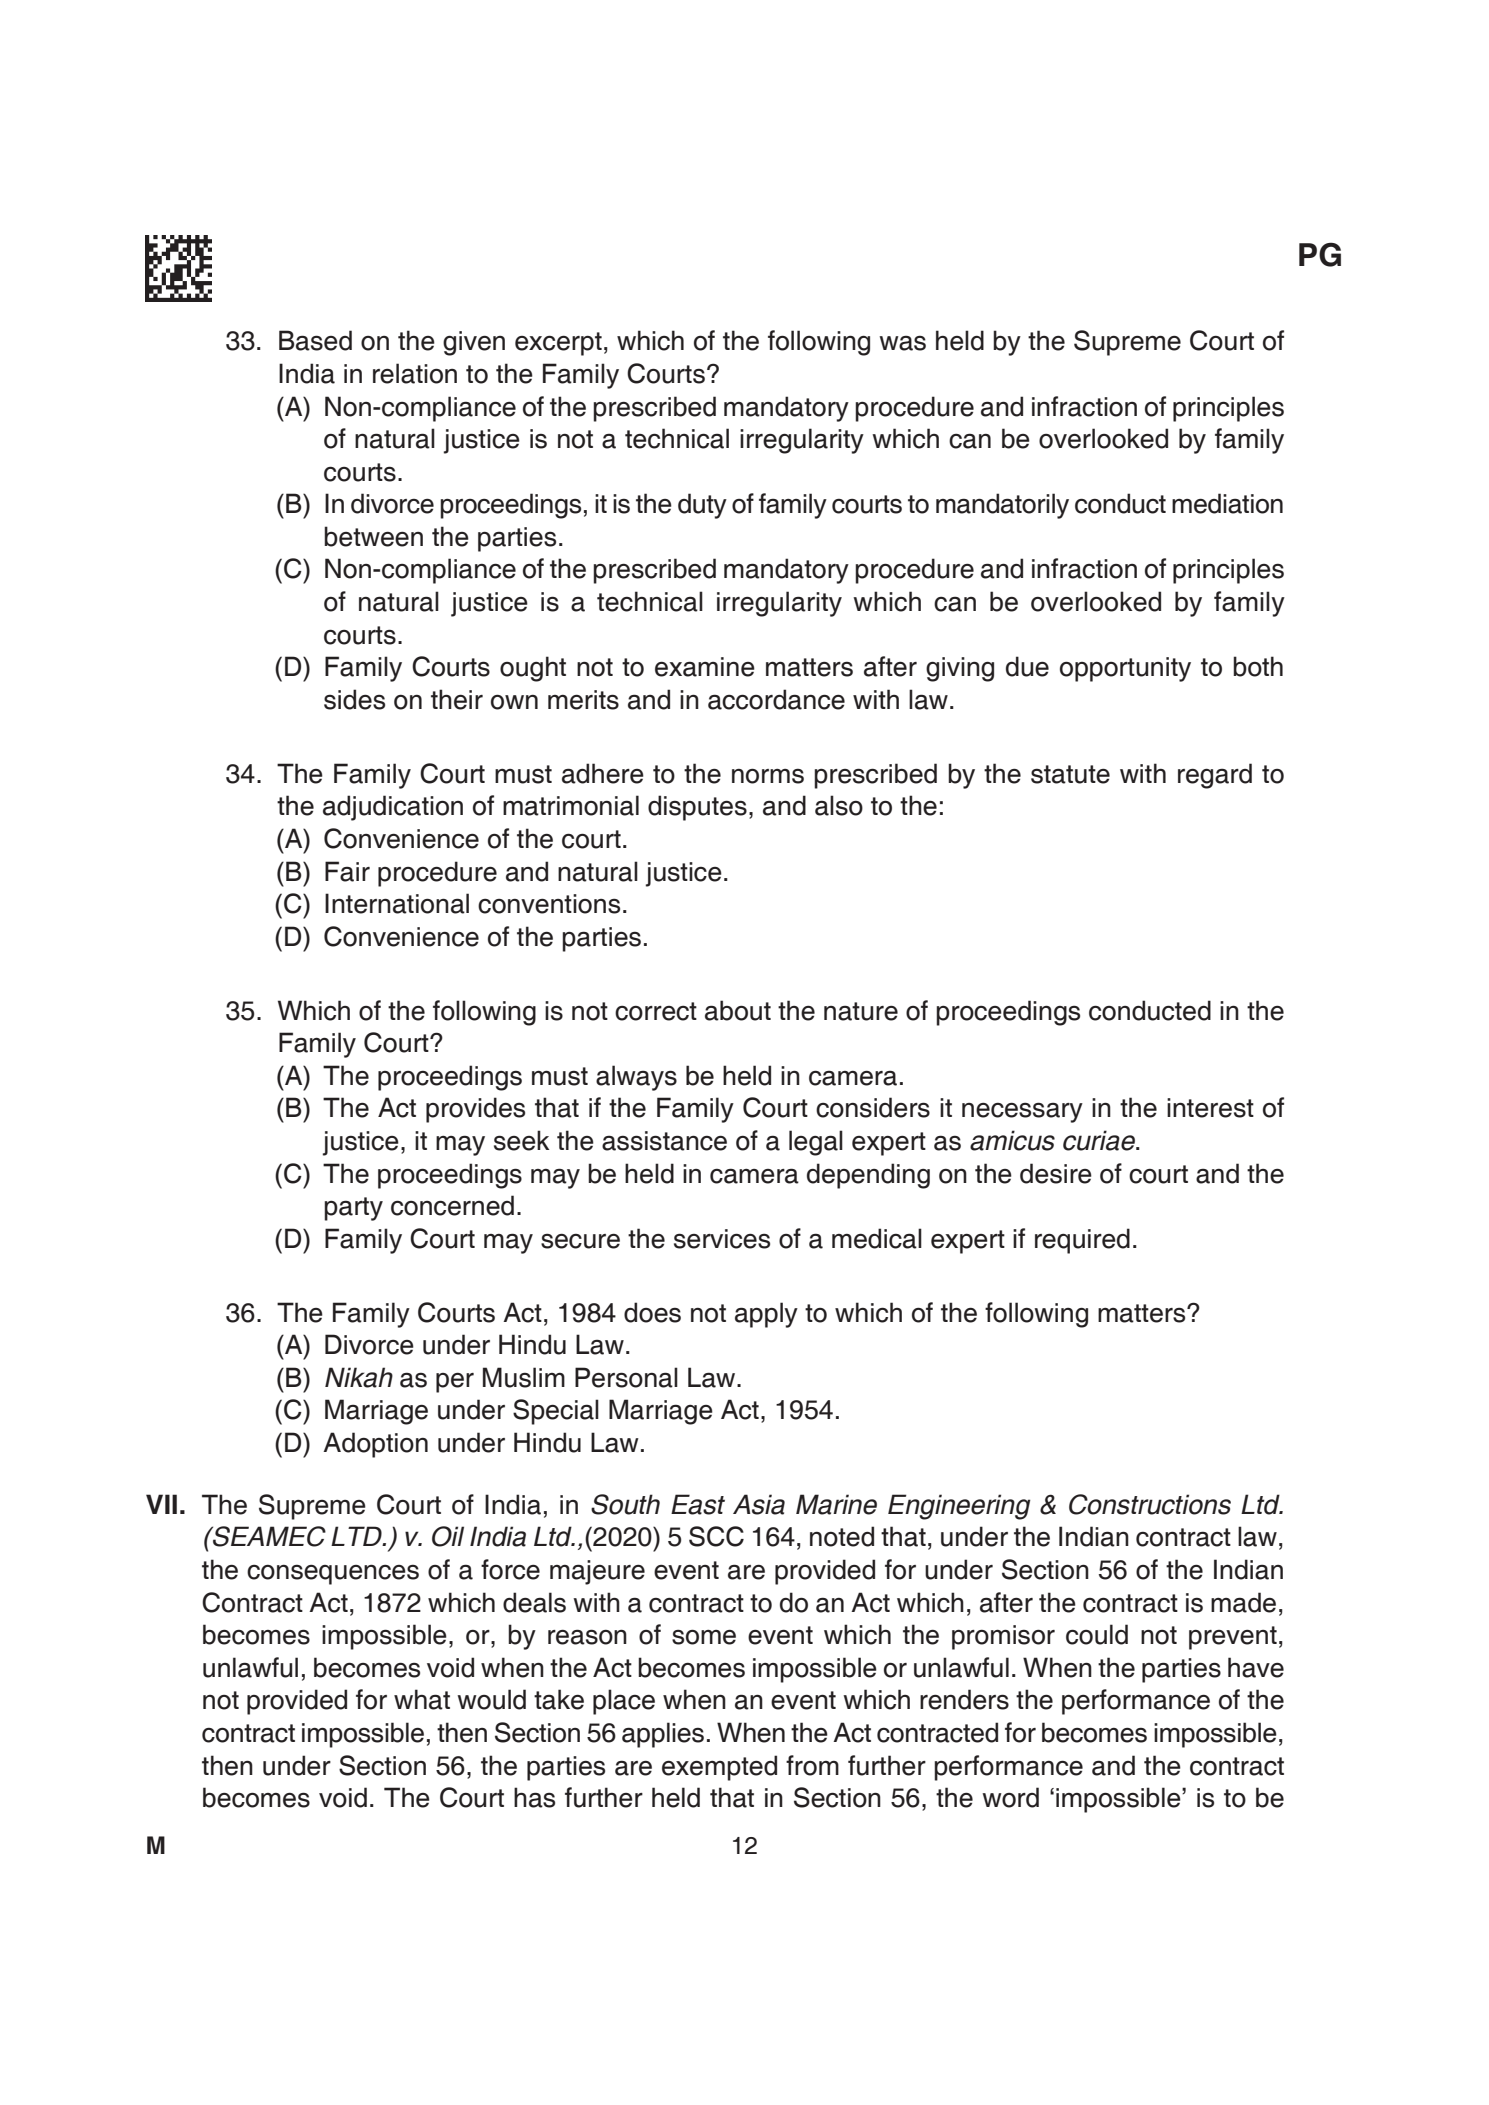 PG
33. Based on the given excerpt, which of the following was held by the Supreme Court of
India in relation to the Family Courts?
(A) Non-compliance of the prescribed mandatory procedure and infraction of principles
of natural justice is not a technical irregularity which can be overlooked by family
courts.
(B) In divorce proceedings, it is the duty of family courts to mandatorily conduct mediation
between the parties.
(C) Non-compliance of the prescribed mandatory procedure and infraction of principles
of natural justice is a technical irregularity which can be overlooked by family
courts.
(D) Family Courts ought not to examine matters after giving due opportunity to both
sides on their own merits and in accordance with law.
34. The Family Court must adhere to the norms prescribed by the statute with regard to
the adjudication of matrimonial disputes, and also to the:
(A) Convenience of the court.
(B) Fair procedure and natural justice.
(C) International conventions.
(D) Convenience of the parties.
35. Which of the following is not correct about the nature of proceedings conducted in the
Family Court?
(A) The proceedings must always be held in camera.
(B) The Act provides that if the Family Court considers it necessary in the interest of
justice, it may seek the assistance of a legal expert as amicus curiae.
(C) The proceedings may be held in camera depending on the desire of court and the
party concerned.
(D) Family Court may secure the services of a medical expert if required.
36. The Family Courts Act, 1984 does not apply to which of the following matters?
(A) Divorce under Hindu Law.
(B) Nikah as per Muslim Personal Law.
(C) Marriage under Special Marriage Act, 1954.
(D) Adoption under Hindu Law.
VII. The Supreme Court of India, in South East Asia Marine Engineering & Constructions Ltd.
(SEAMEC LTD.) v. Oil India Ltd.,(2020) 5 SCC 164, noted that, under the Indian contract law,
the consequences of a force majeure event are provided for under Section 56 of the Indian
Contract Act, 1872 which deals with a contract to do an Act which, after the contract is made,
becomes impossible, or, by reason of some event which the promisor could not prevent,
unlawful, becomes void when the Act becomes impossible or unlawful. When the parties have
not provided for what would take place when an event which renders the performance of the
contract impossible, then Section 56 applies. When the Act contracted for becomes impossible,
then under Section 56, the parties are exempted from further performance and the contract
becomes void. The Court has further held that in Section 56, the word ‘impossible’ is to be
M 12